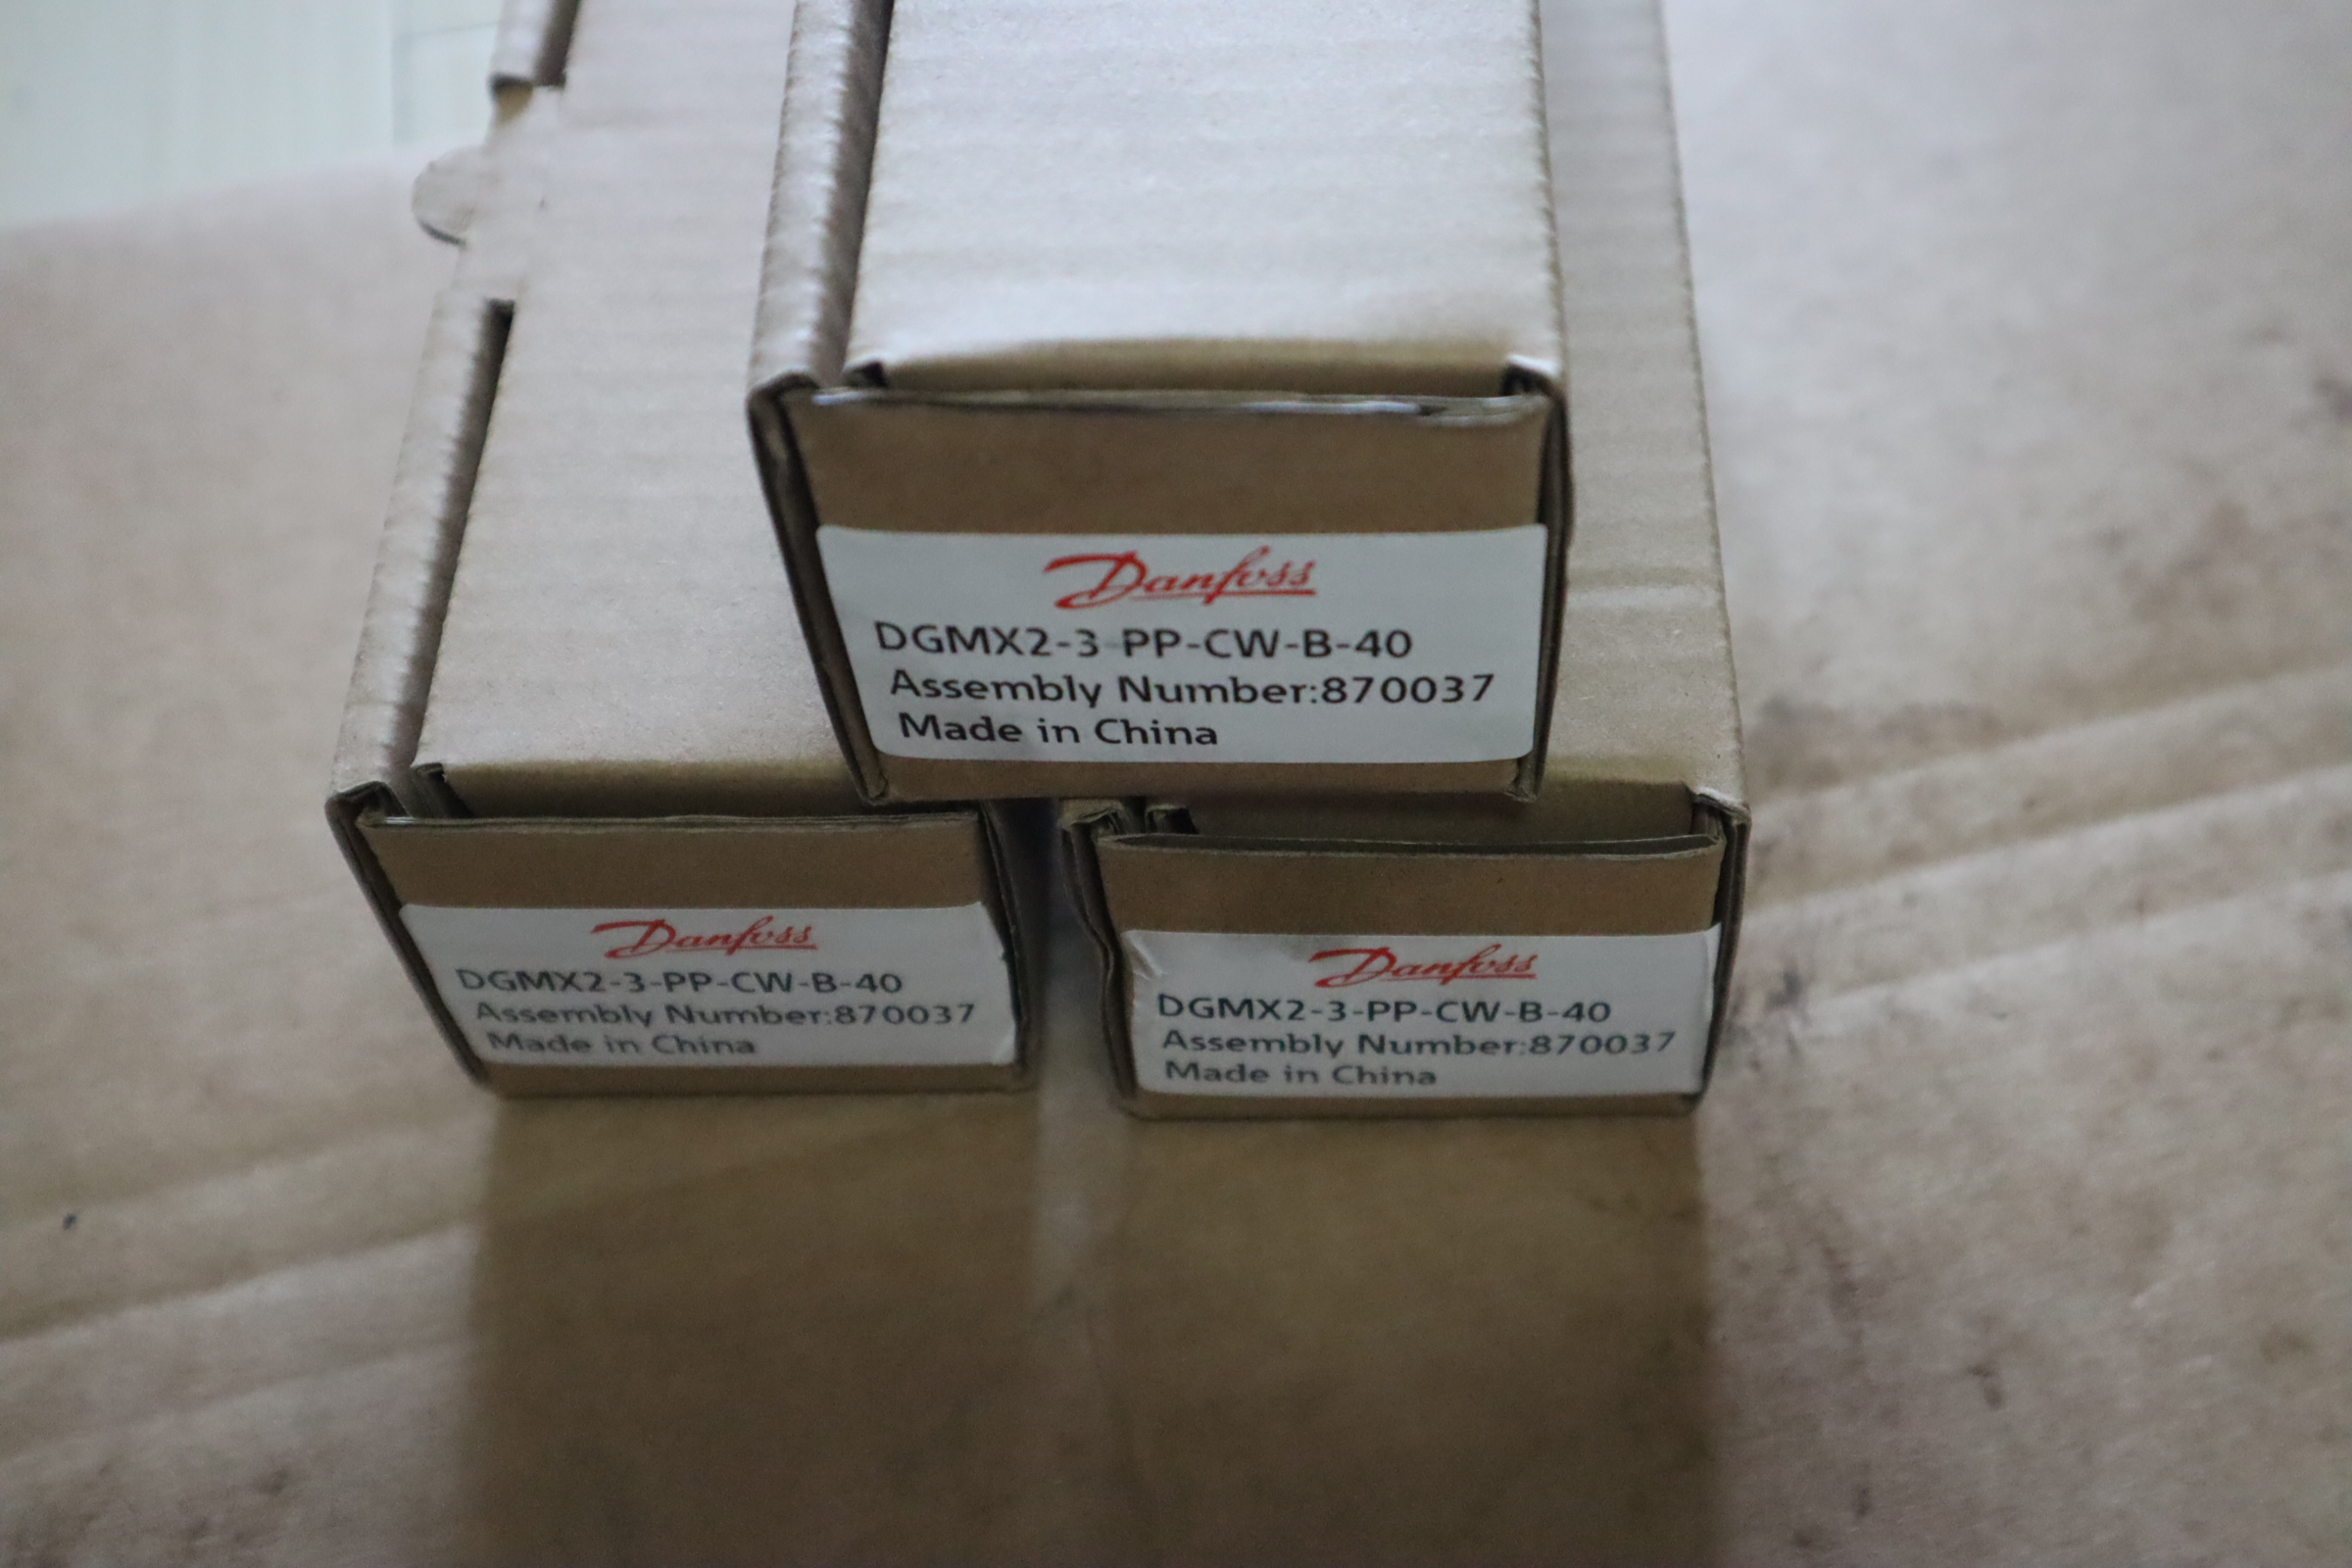 Danfoss
DGMX2-3 PP-CW-B-40
Assembly Number:870037
Made in China
Danfoss
DGMX2-3-PP-CW-B-40
Assembly Number:870037
Made in China
Danfoss
DGMX2-3-PP-CW-B-40
Assembly Number:870037
Made in China